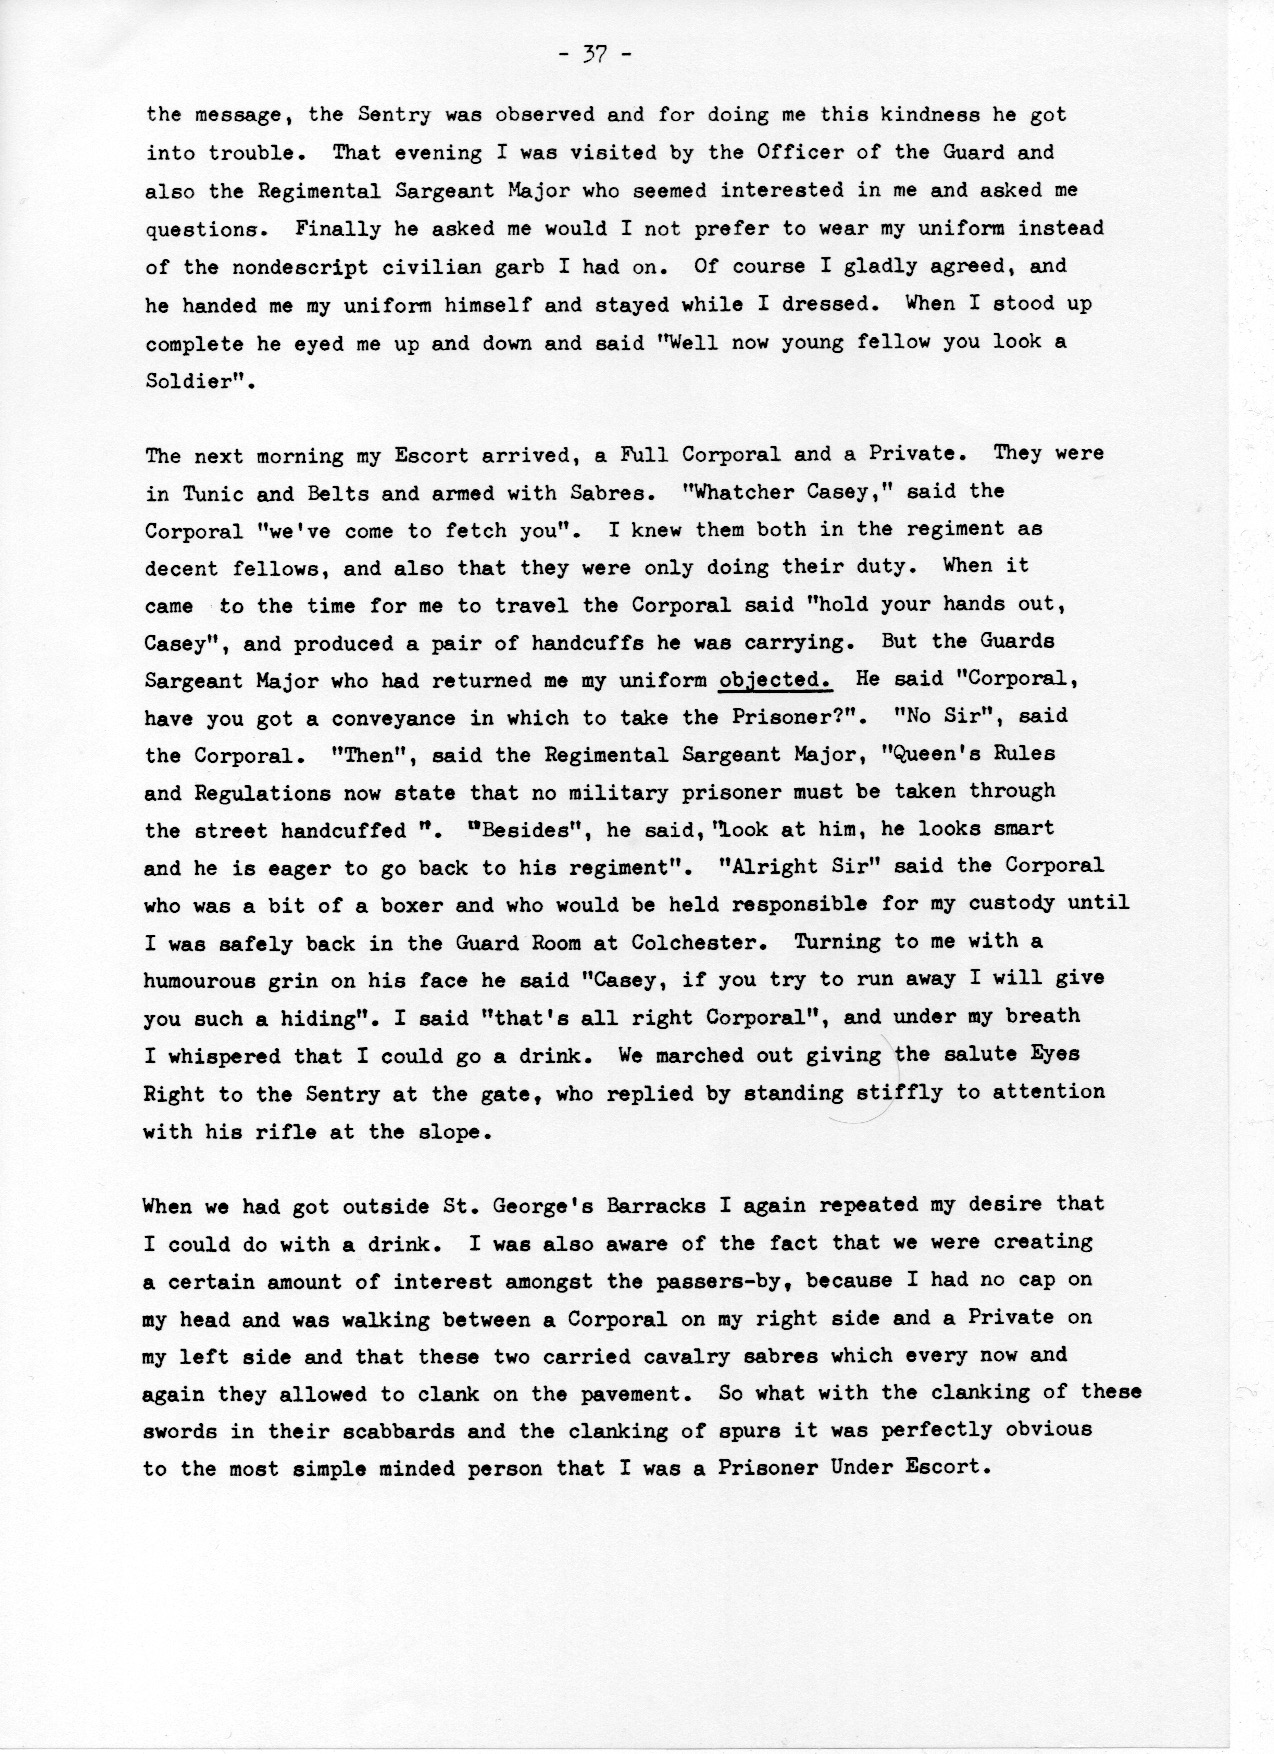 - 37 -
the message, the Sentry was observed and for doing me this kindness he got
into trouble. That evening I was visited by the Officer of the Guard and
also the Regimental Sargeant Major who seemed interested in me and asked me
questions. Finally he asked me would I not prefer to wear my uniform instead
of the nondescript civilian garb I had on. Of course I gladly agreed, and
he handed me my uniform himself and stayed while I dressed. When I stood up
complete he eyed me up and down and said "Well now young fellow you look a
Soldier".
The next morning my Escort arrived, a Full Corporal and a Private. They were
in Tunic and Belts and armed with Sabres. "Whatcher Casey," said the
Corporal "we've come to fetch you". I knew them both in the regiment as
decent fellows, and also that they were only doing their duty. When it
came to the time for me to travel the Corporal said "hold your hands out,
Casey", and produced a pair of handcuffs he was carrying. But the Guards
Sargeant Major who had returned me my uniform objected. He said "Corporal,
have you got a conveyance in which to take the Prisoner?". "No Sir", said
the Corporal. "Then", said the Regimental Sargeant Major, "Queen's Rules
and Regulations now state that no military prisoner must be taken through
the street handcuffed ". "Besides", he said, "look at him, he looks smart
and he is eager to go back to his regiment". "Alright Sir" said the Corporal
who was a bit of a boxer and who would be held responsible for my custody until
I was safely back in the Guard Room at Colchester. Turning to me with a
humourous grin on his face he said "Casey, if you try to run away I will give
you such a hiding". I said "that's all right Corporal", and under my breath
I whispered that I could go a drink. We marched out giving the salute Eyes
Right to the Sentry at the gate, who replied by standing stiffly to attention
with his rifle at the slope.
When we had got outside St. George's Barracks I again repeated my desire that
I could do with a drink. I was also aware of the fact that we were creating
a certain amount of interest amongst the passers-by, because I had no cap on
my head and was walking between a Corporal on my right side and a Private on
my left side and that these two carried cavalry sabres which every now and
again they allowed to clank on the pavement. So what with the clanking of these
swords in their scabbards and the clanking of spurs it was perfectly obvious
to the most simple minded person that I was a Prisoner Under Escort.